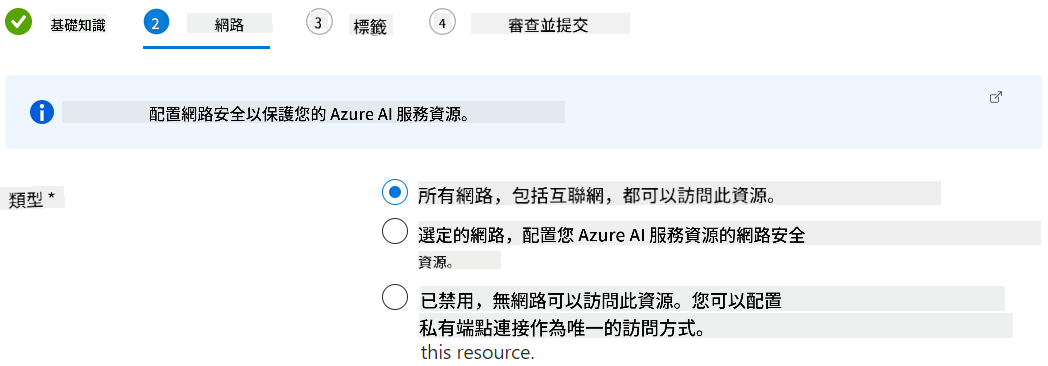 基礎知識 2 網路 3 標籤 4 審查並提交
配置網路安全以保護您的 Azure AI 服務資源。
類型 *
所有網路，包括互聯網，都可以訪問此資源。
選定的網路，配置您 Azure AI 服務資源的網路安全
資源。
已禁用，無網路可以訪問此資源。您可以配置
私有端點連接作為唯一的訪問方式。
this resource.